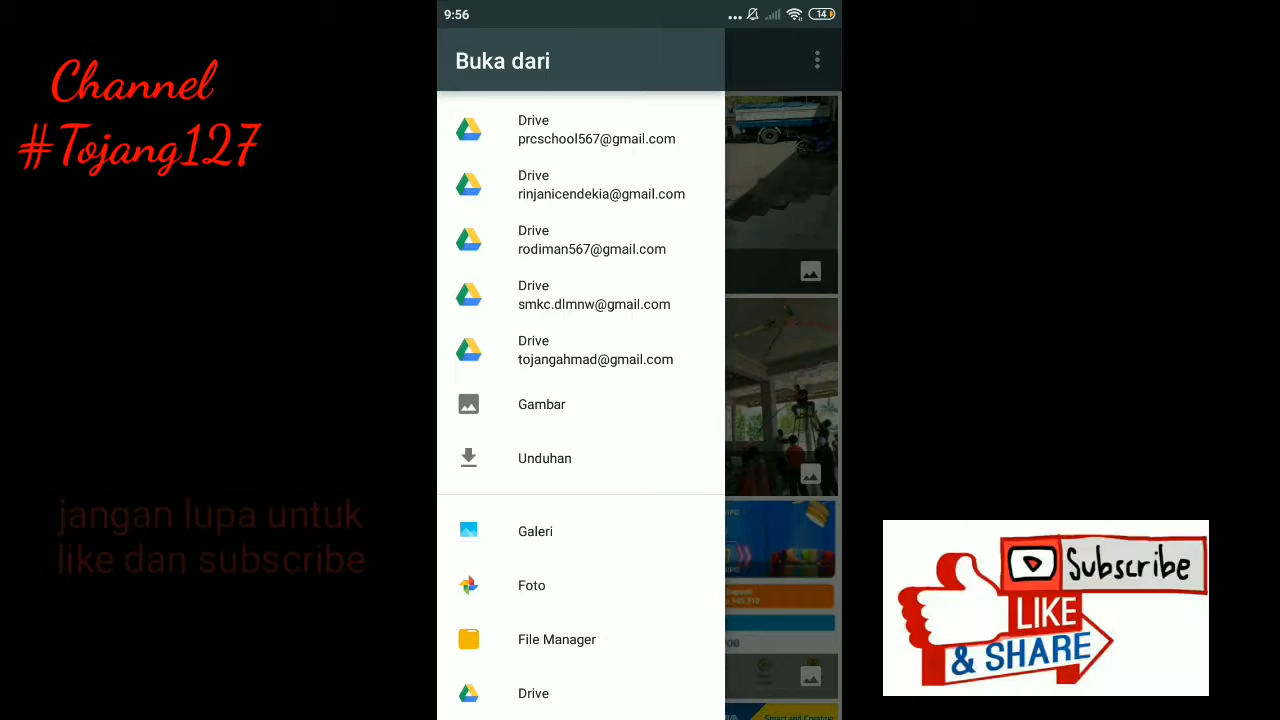 Channel
#Tojang127
jangan lupa untuk
like dan subscribe
9:56
14
Buka dari
Drive
prcschool567@gmail.com
Drive
rinjanicendekia@gmail.com
Drive
rodiman567@gmail.com
Drive
smkc.dlmnw@gmail.com
Drive
tojangahmad@gmail.com
Gambar
Unduhan
Galeri
Foto
File Manager
Drive
Subscribe
LIKE
& SHARE